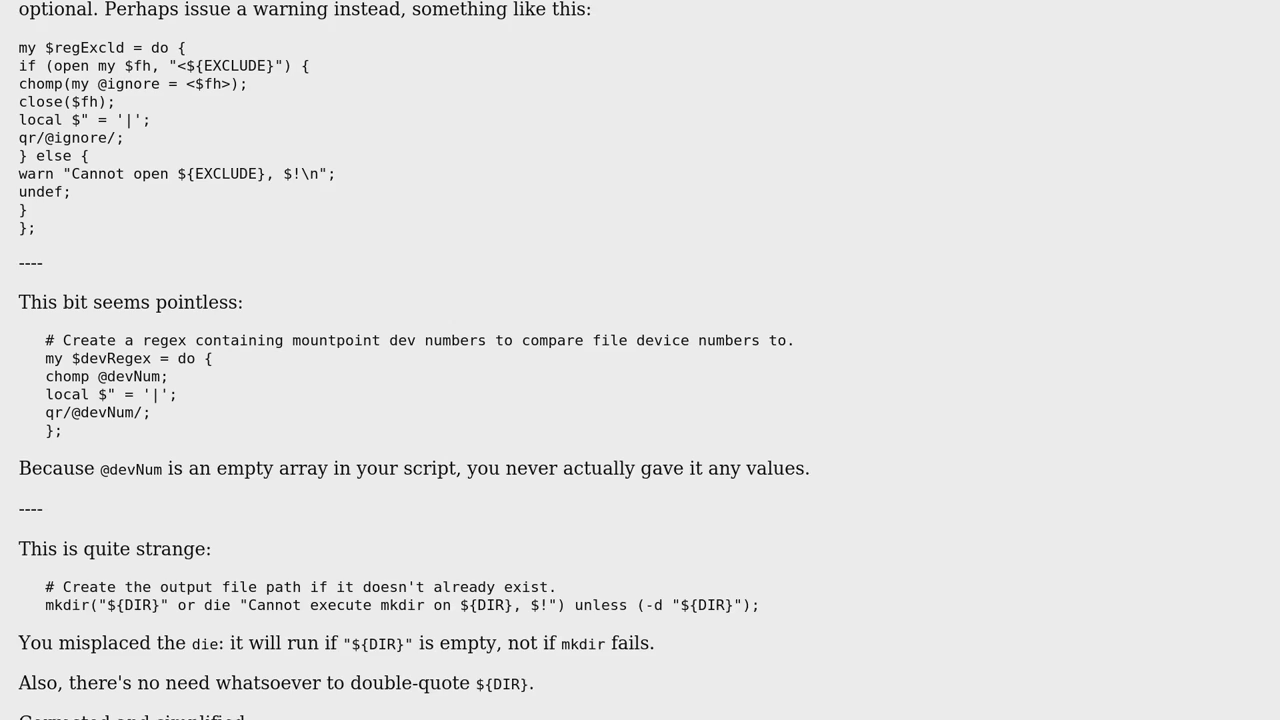 optional. Perhaps issue a warning instead, something like this:
my $regExcld = do {
if (open my $fh, "<${EXCLUDE}") {
chomp(my @ignore = <$fh>);
close($fh);
local $" = '|';
qr/@ignore/;
} else {
warn "Cannot open ${EXCLUDE}, $!\n";
undef;
}
};
----
This bit seems pointless:
# Create a regex containing mountpoint dev numbers to compare file device numbers to.
my $devRegex = do {
chomp @devNum;
local $" = '|';
qr/@devNum/;
};
Because @devNum is an empty array in your script, you never actually gave it any values.
----
This is quite strange:
# Create the output file path if it doesn't already exist.
mkdir("${DIR}" or die "Cannot execute mkdir on ${DIR}, $!") unless (-d "${DIR}");
You misplaced the die: it will run if "${DIR}" is empty, not if mkdir fails.
Also, there's no need whatsoever to double-quote ${DIR}.
Corrected and simplified